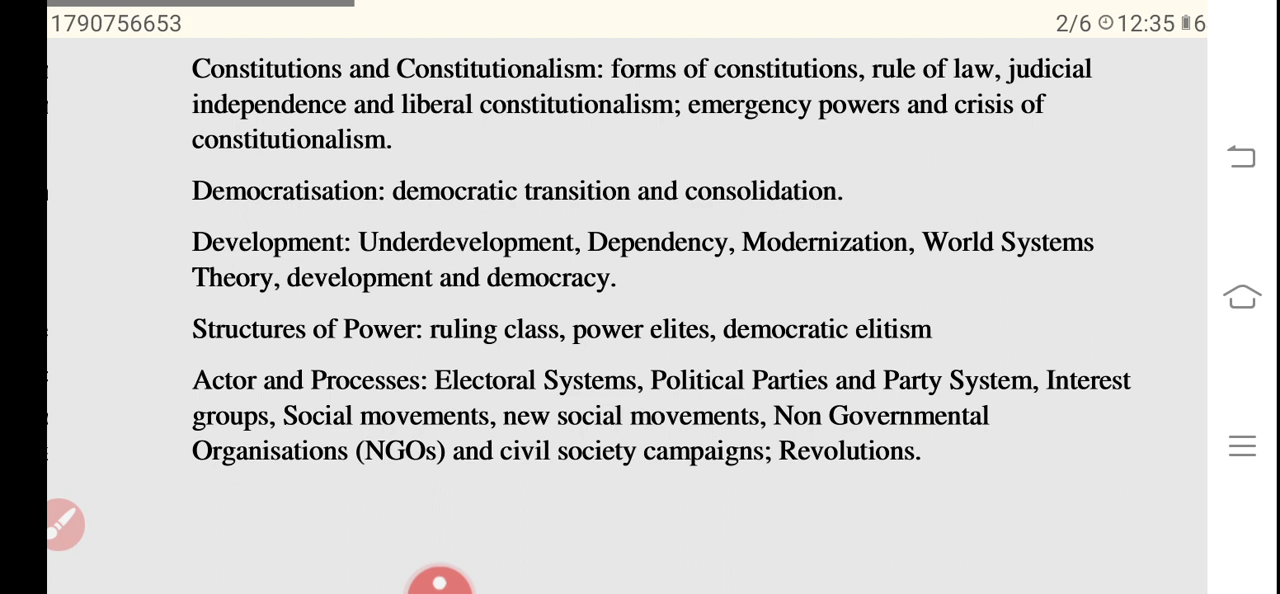 1790756653
2/6 12:35 6
Constitutions and Constitutionalism: forms of constitutions, rule of law, judicial
independence and liberal constitutionalism; emergency powers and crisis of
constitutionalism.
Democratisation: democratic transition and consolidation.
Development: Underdevelopment, Dependency, Modernization, World Systems
Theory, development and democracy.
Structures of Power: ruling class, power elites, democratic elitism
Actor and Processes: Electoral Systems, Political Parties and Party System, Interest
groups, Social movements, new social movements, Non Governmental
Organisations (NGOs) and civil society campaigns; Revolutions.